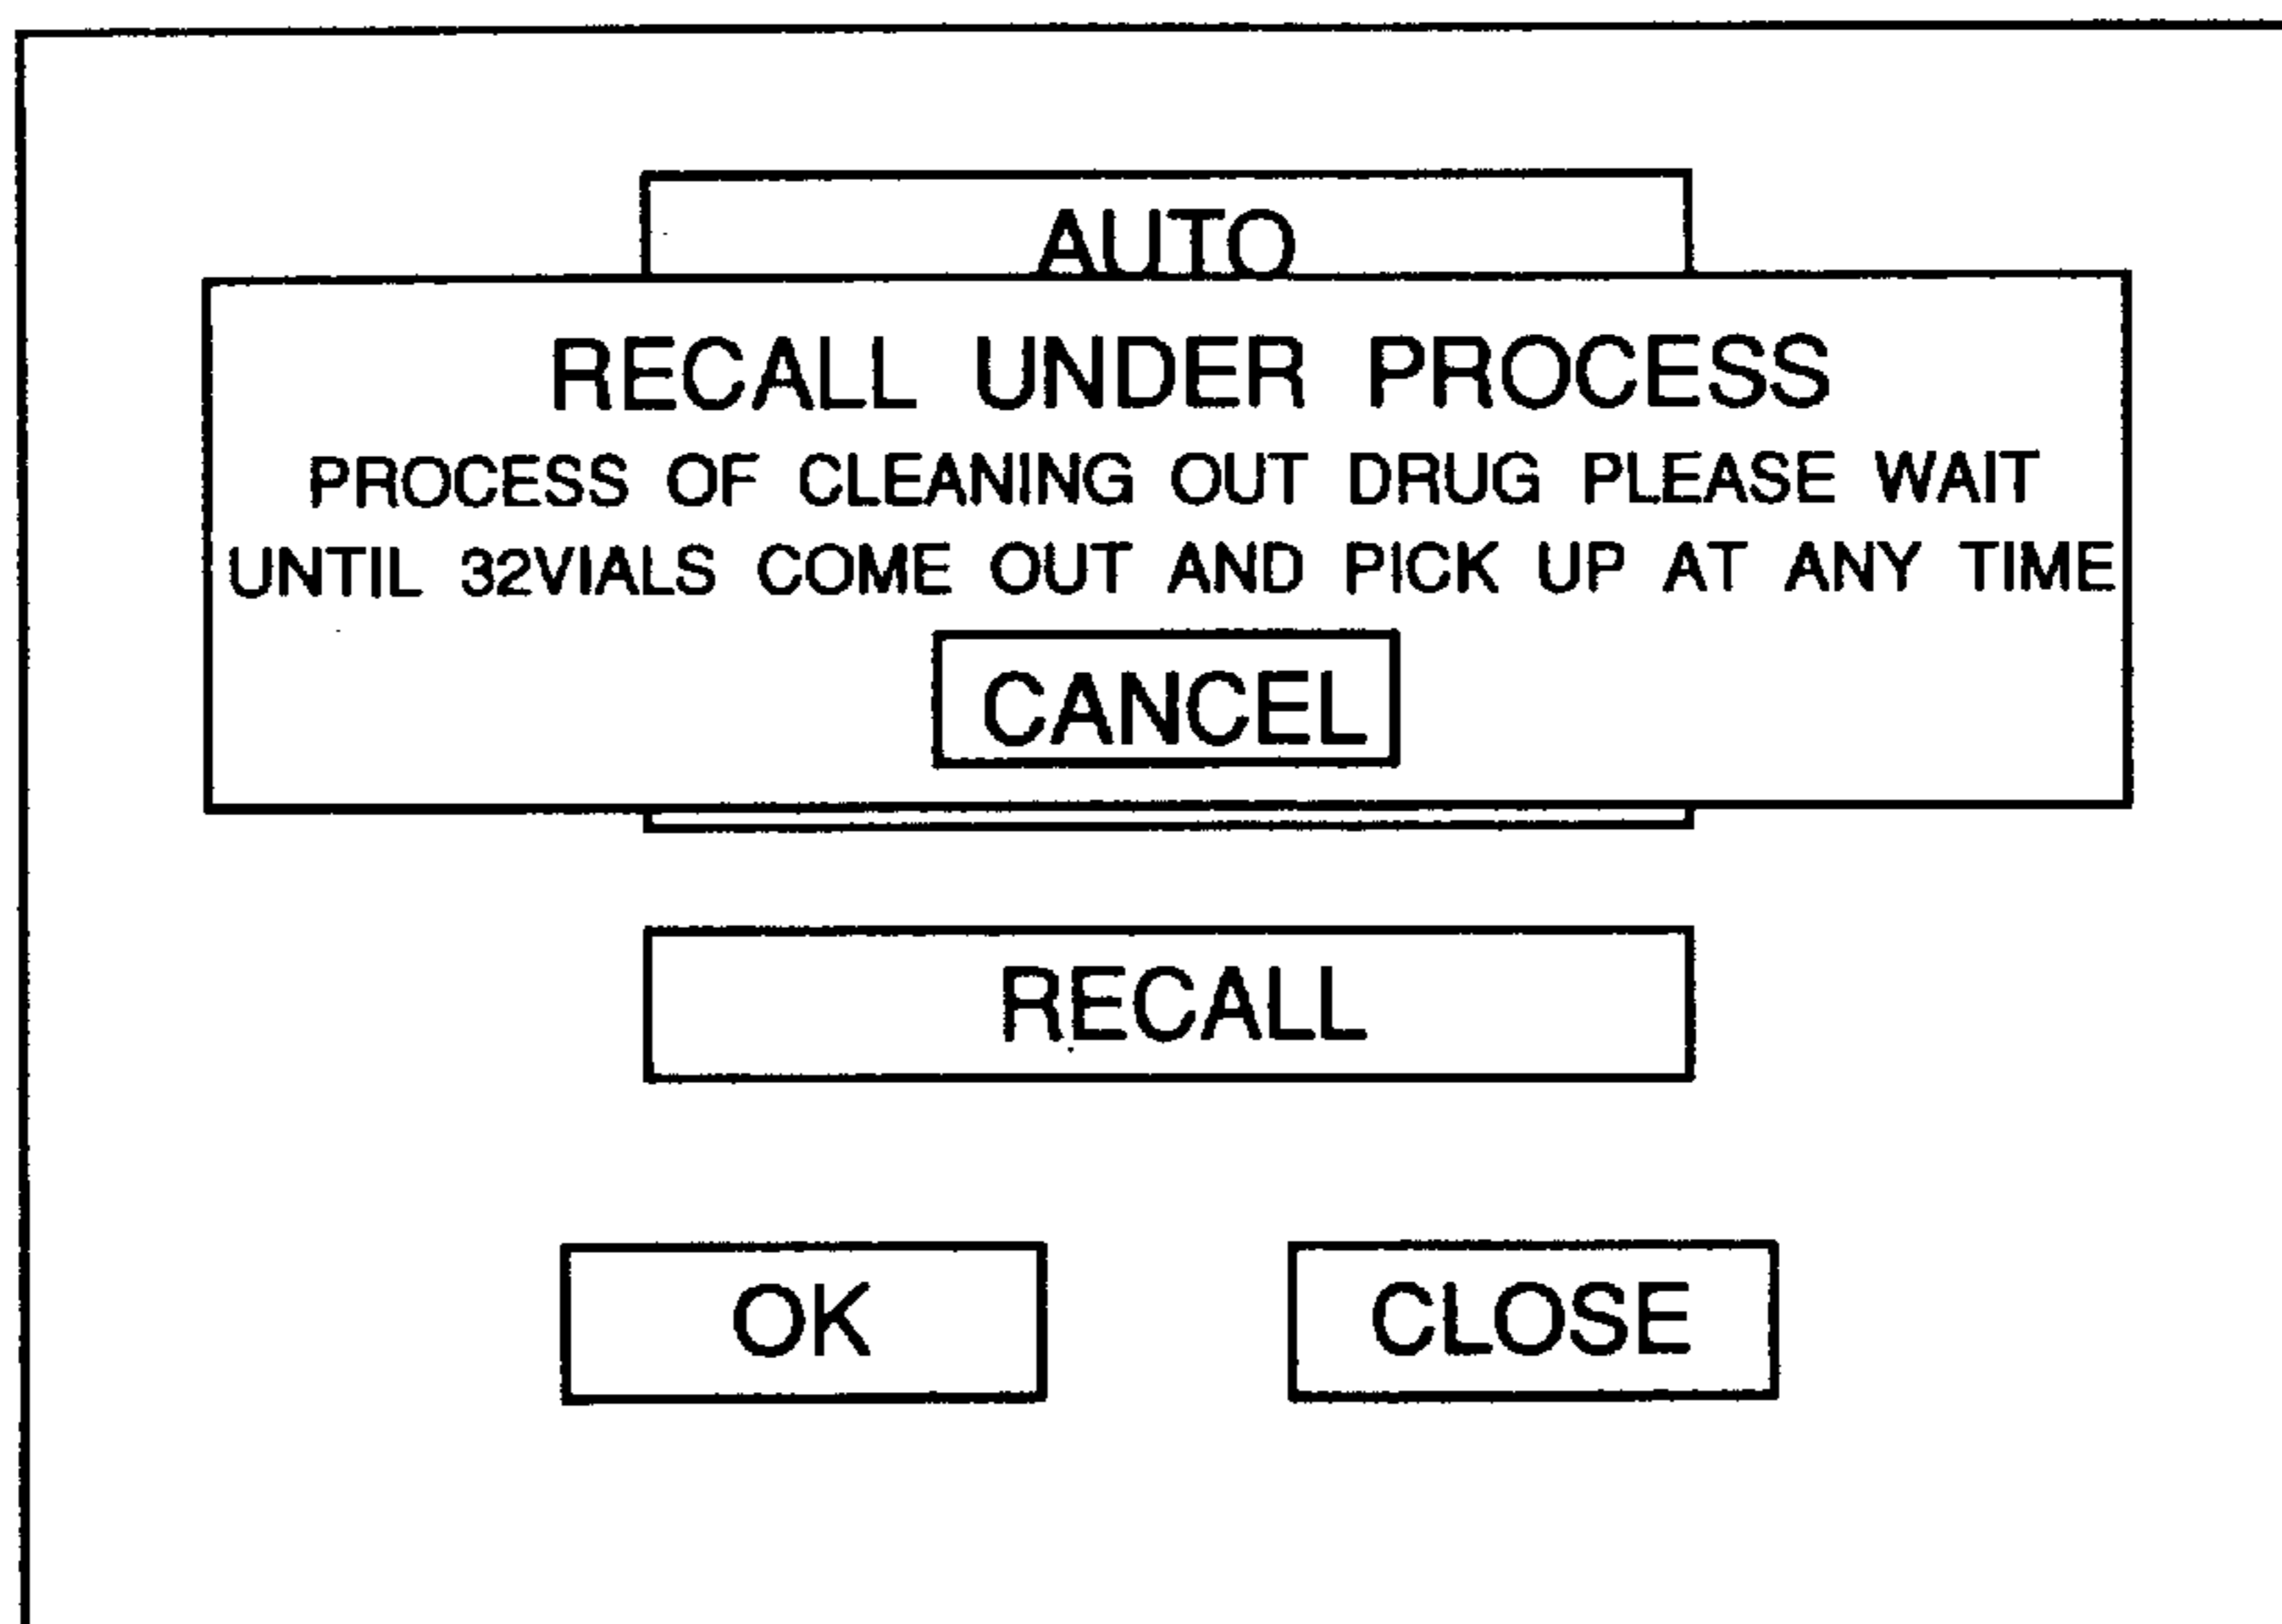 AUTO
RECALL UNDER PROCESS
PROCESS OF CLEANING OUT DRUG PLEASE WAIT
UNTIL 32VIALS COME OUT AND PICK UP AT ANY TIME
CANCEL
RECALL
OK
CLOSE